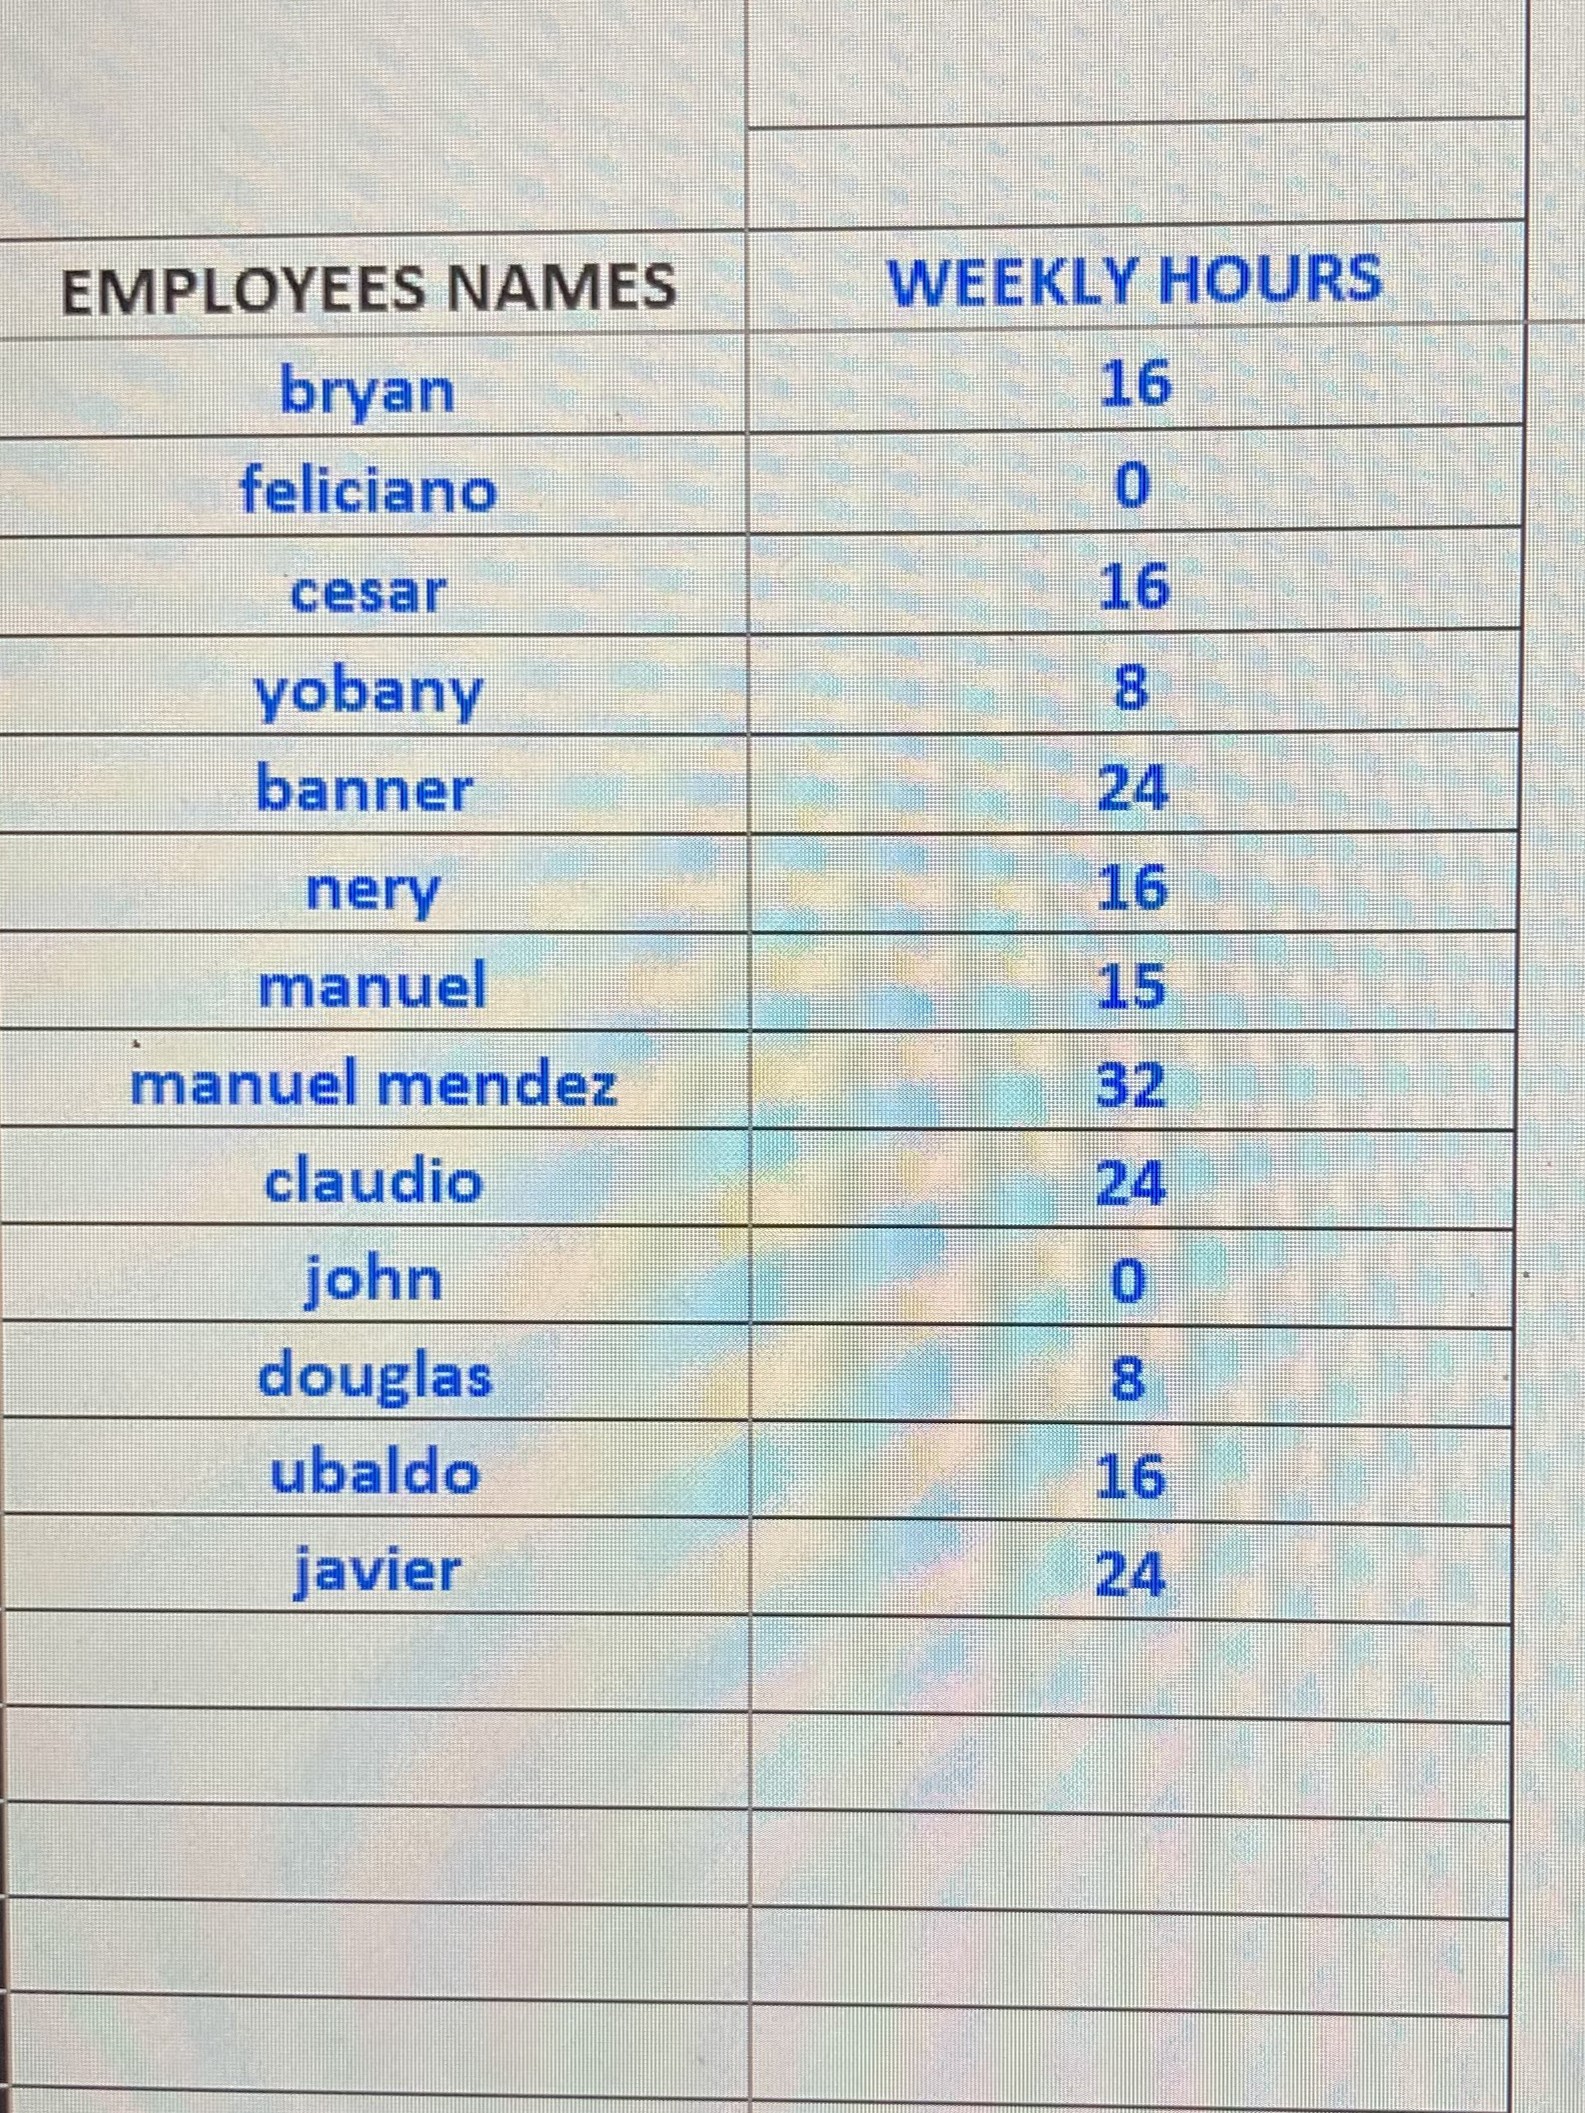 EMPLOYEES NAMES WEEKLY HOURS
bryan 16
feliciano 0
cesar 16
yobany 8
banner 24
nery 16
manuel 15
manuel mendez 32
claudio 24
john 0
douglas 8
ubaldo 16
javier 24